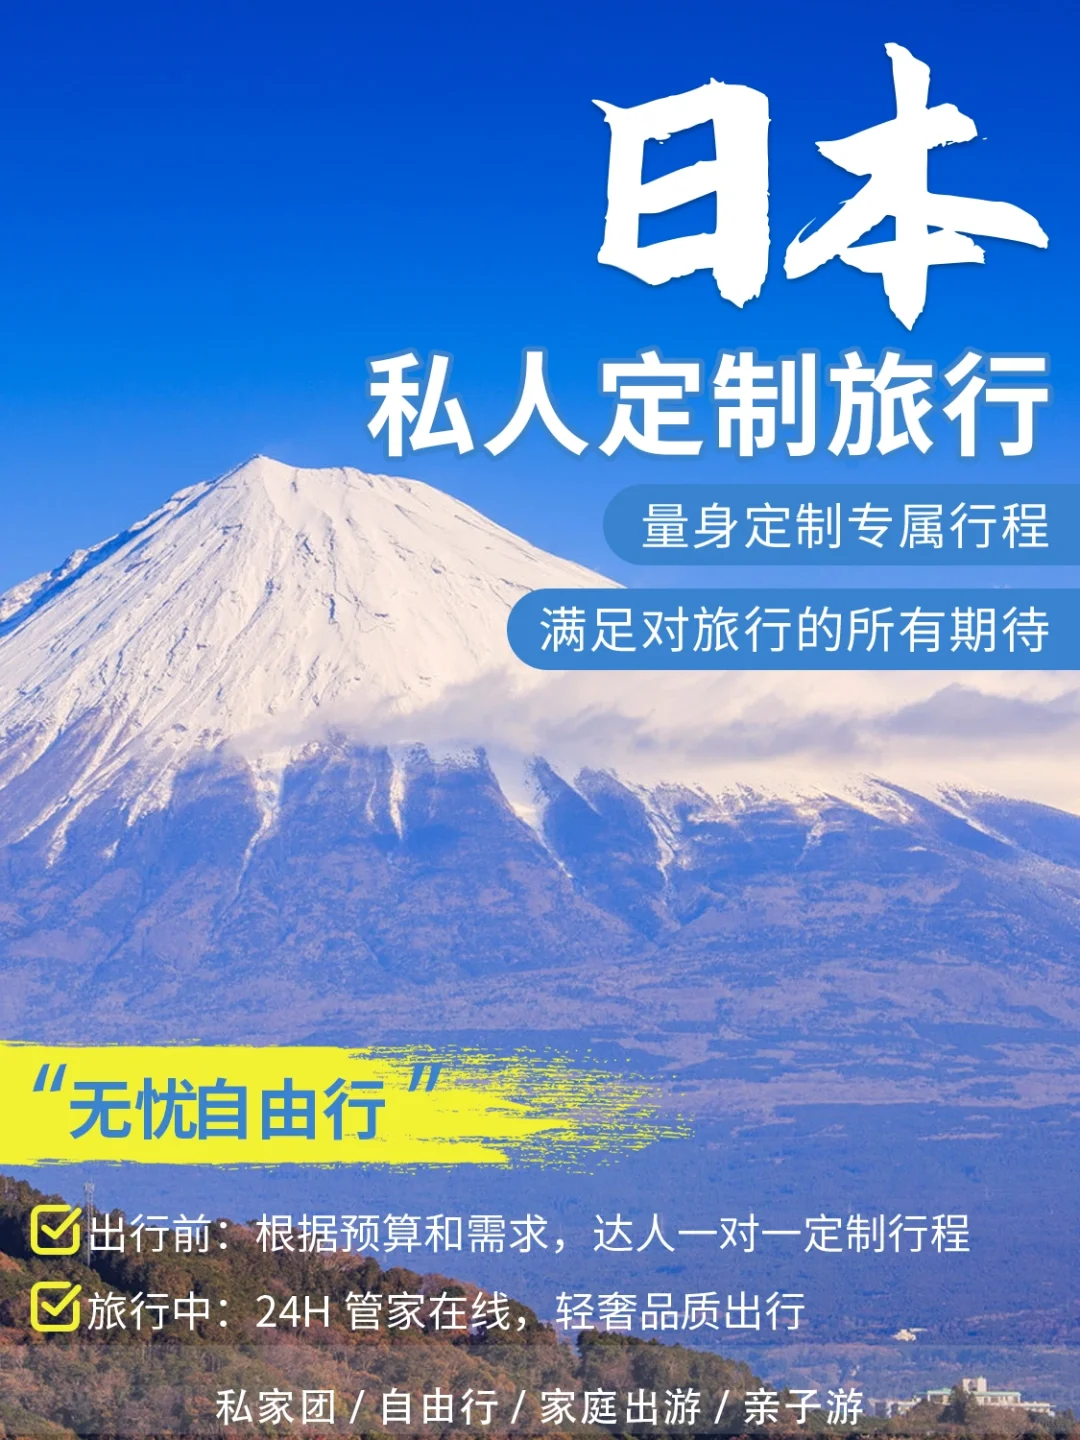 日本
私人定制旅行
量身定制专属行程
满足对旅行的所有期待
“无忧自由行”
出行前：根据预算和需求，达人一对一定制行程
旅行中：24H 管家在线，轻奢品质出行
私家团 / 自由行 / 家庭出游 / 亲子游